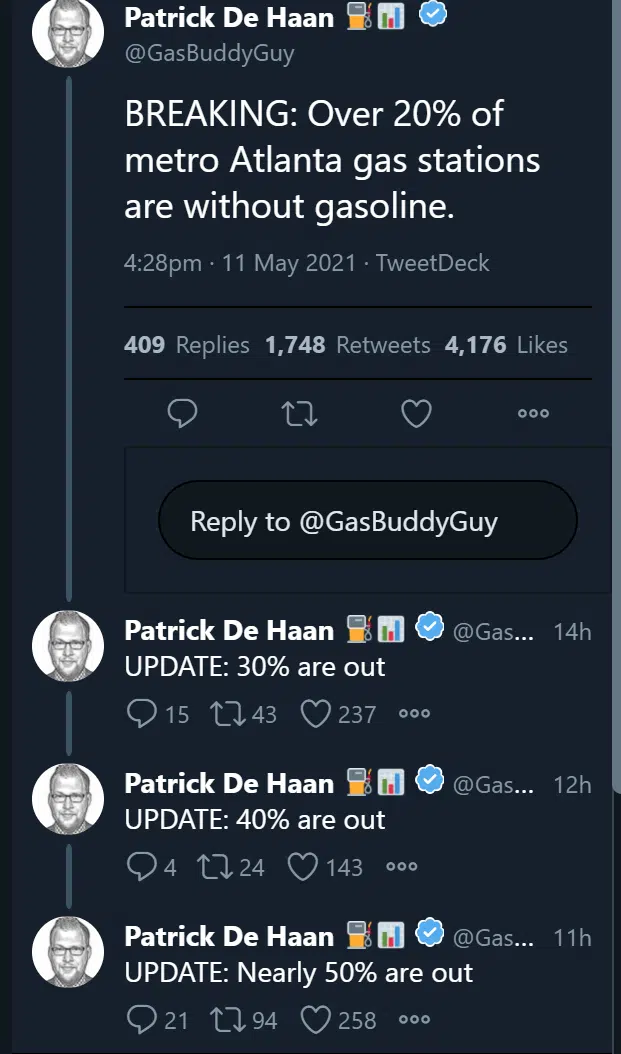 Patrick De Haan ⛽📊
@GasBuddyGuy
BREAKING: Over 20% of
metro Atlanta gas stations
are without gasoline.
4:28pm · 11 May 2021 · TweetDeck
409 Replies 1,748 Retweets 4,176 Likes
Reply to @GasBuddyGuy
Patrick De Haan ⛽📊 @Gas... 14h
UPDATE: 30% are out
15 43 237
Patrick De Haan ⛽📊 @Gas... 12h
UPDATE: 40% are out
4 24 143
Patrick De Haan ⛽📊 @Gas... 11h
UPDATE: Nearly 50% are out
21 94 258